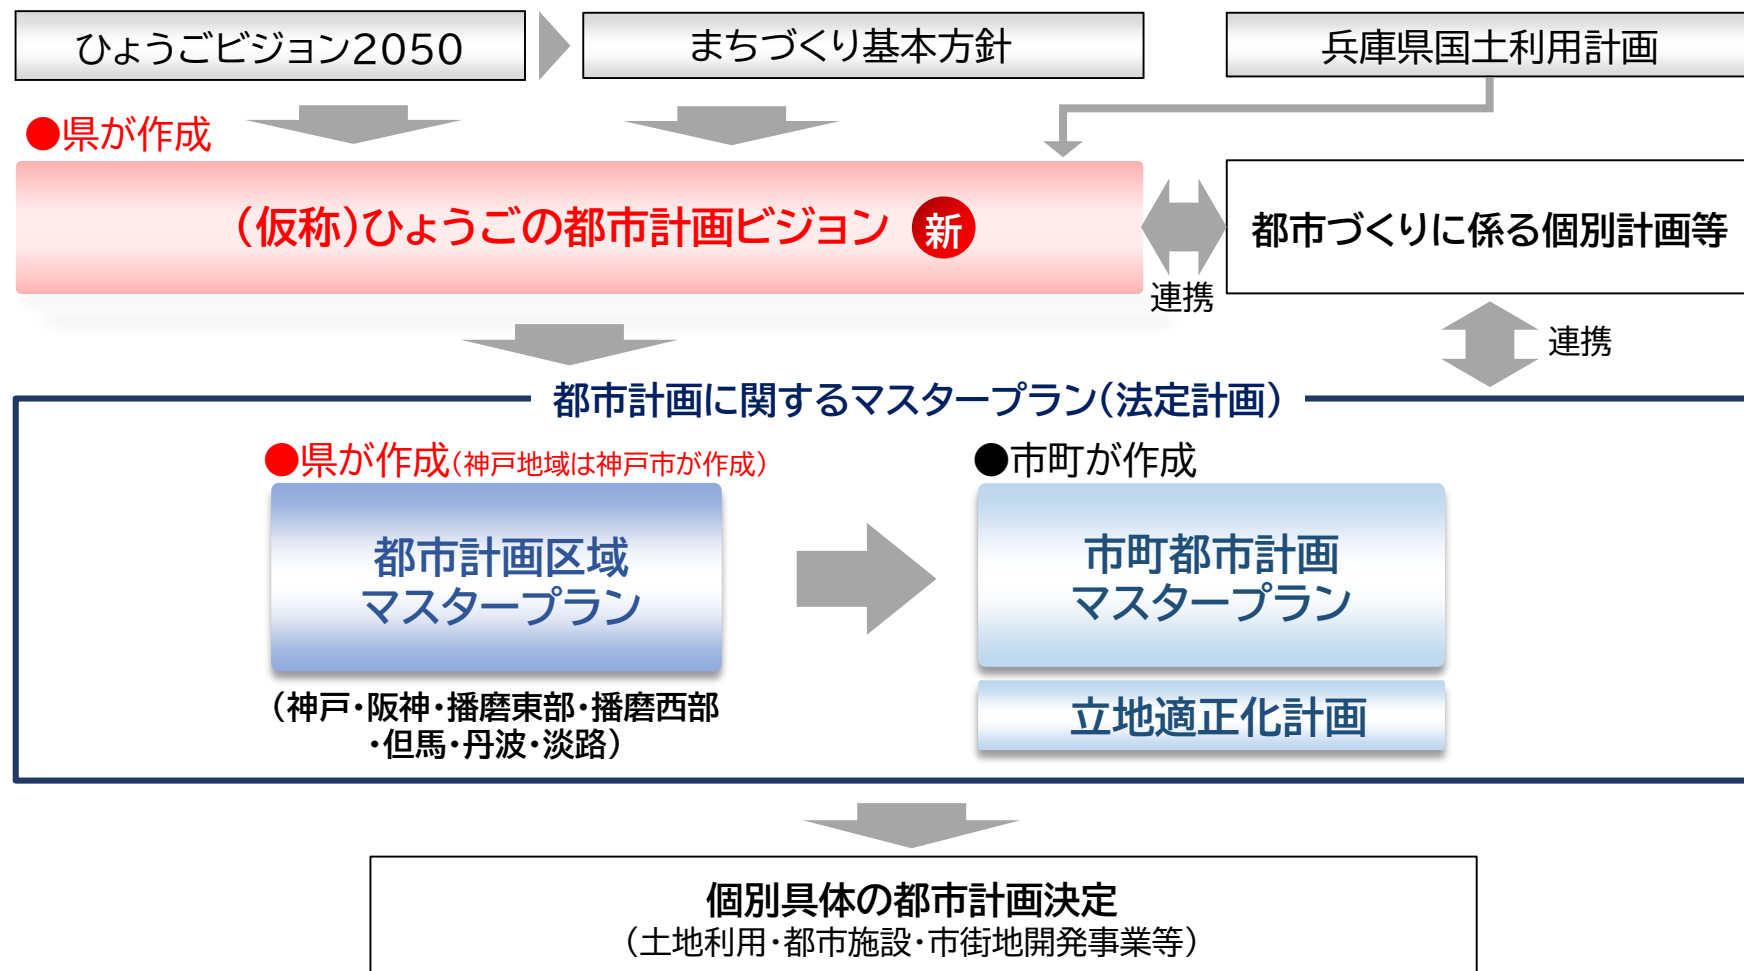 ひょうごビジョン2050
まちづくり基本方針
兵庫県国土利用計画
●県が作成
(仮称)ひょうごの都市計画ビジョン 新
都市づくりに係る個別計画等
連携
連携
都市計画に関するマスタープラン(法定計画)
●県が作成(神戸地域は神戸市が作成)
●市町が作成
都市計画区域
マスタープラン
市町都市計画
マスタープラン
(神戸・阪神・播磨東部・播磨西部
・但馬・丹波・淡路)
立地適正化計画
個別具体の都市計画決定
(土地利用・都市施設・市街地開発事業等)